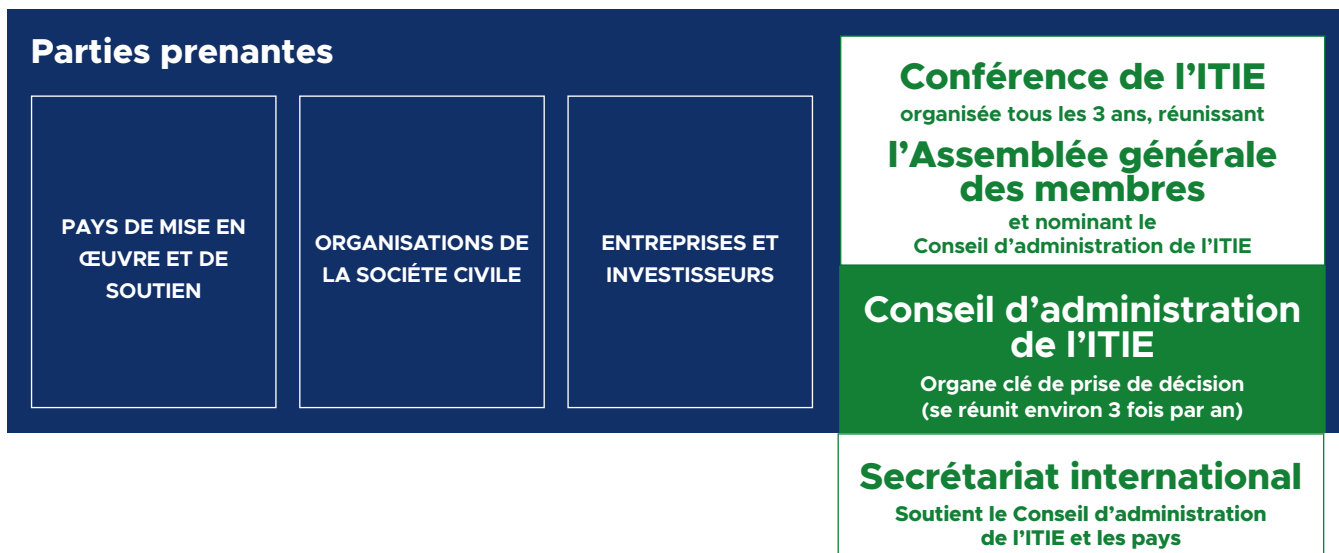 Parties prenantes
PAYS DE MISE EN
ŒUVRE ET DE
SOUTIEN
ORGANISATIONS DE
LA SOCIÉTE CIVILE
ENTREPRISES ET
INVESTISSEURS
Conférence de l’ITIE
organisée tous les 3 ans, réunissant
l’Assemblée générale
des membres
et nominant le
Conseil d’administration de l’ITIE
Conseil d’administration
de l’ITIE
Organe clé de prise de décision
(se réunit environ 3 fois par an)
Secrétariat international
Soutient le Conseil d’administration
de l’ITIE et les pays